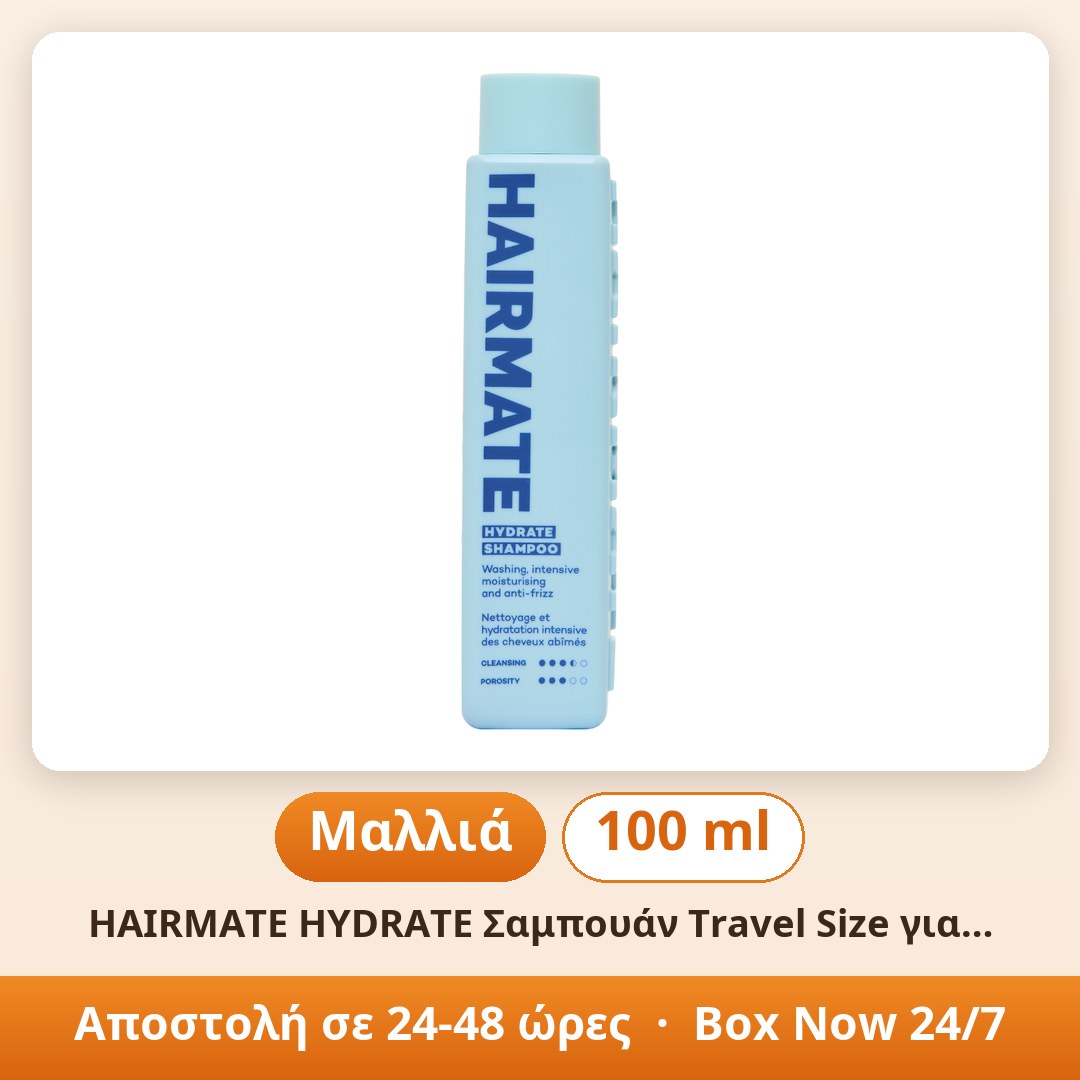 HAIRMATE
HYDRATE
SHAMPOO
Washing, intensive
moisturising
and anti-frizz
Nettoyage et
hydratation intensive
des cheveux abîmés
CLEANSING
POROSITY
Μαλλιά
100 ml
HAIRMATE HYDRATE Σαμπουάν Travel Size για...
Αποστολή σε 24-48 ώρες · Box Now 24/7